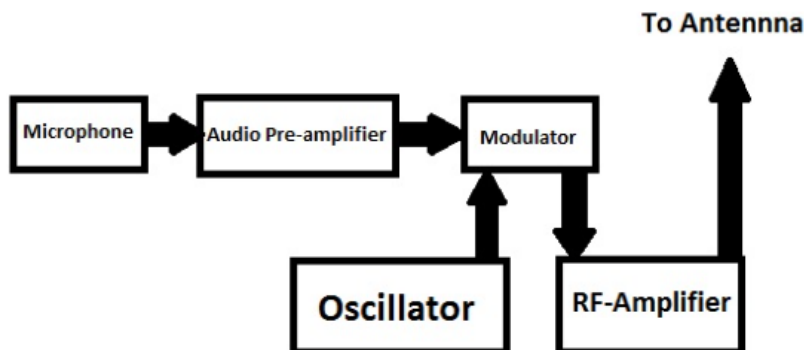 To Antennna
Microphone
Audio Pre-amplifier
Modulator
Oscillator
RF-Amplifier